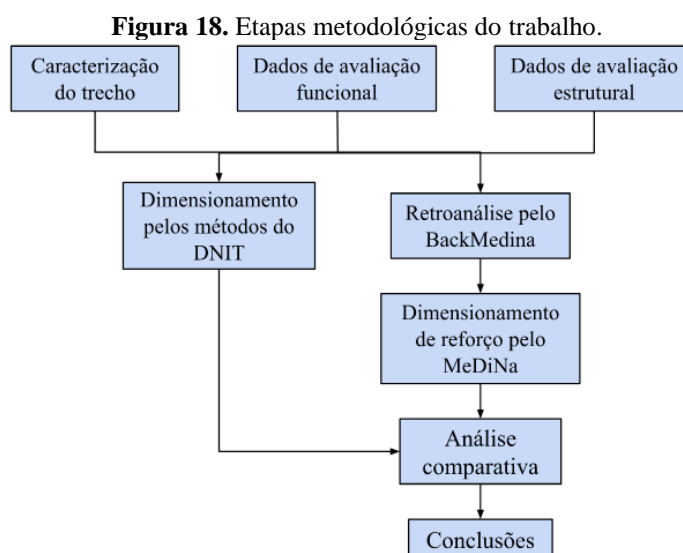 Figura 18. Etapas metodológicas do trabalho.
Caracterização
do trecho
Dados de avaliação
funcional
Dados de avaliação
estrutural
Dimensionamento
pelos métodos do
DNIT
Retroanálise pelo
BackMedina
Dimensionamento
de reforço pelo
MeDiNa
Análise
comparativa
Conclusões